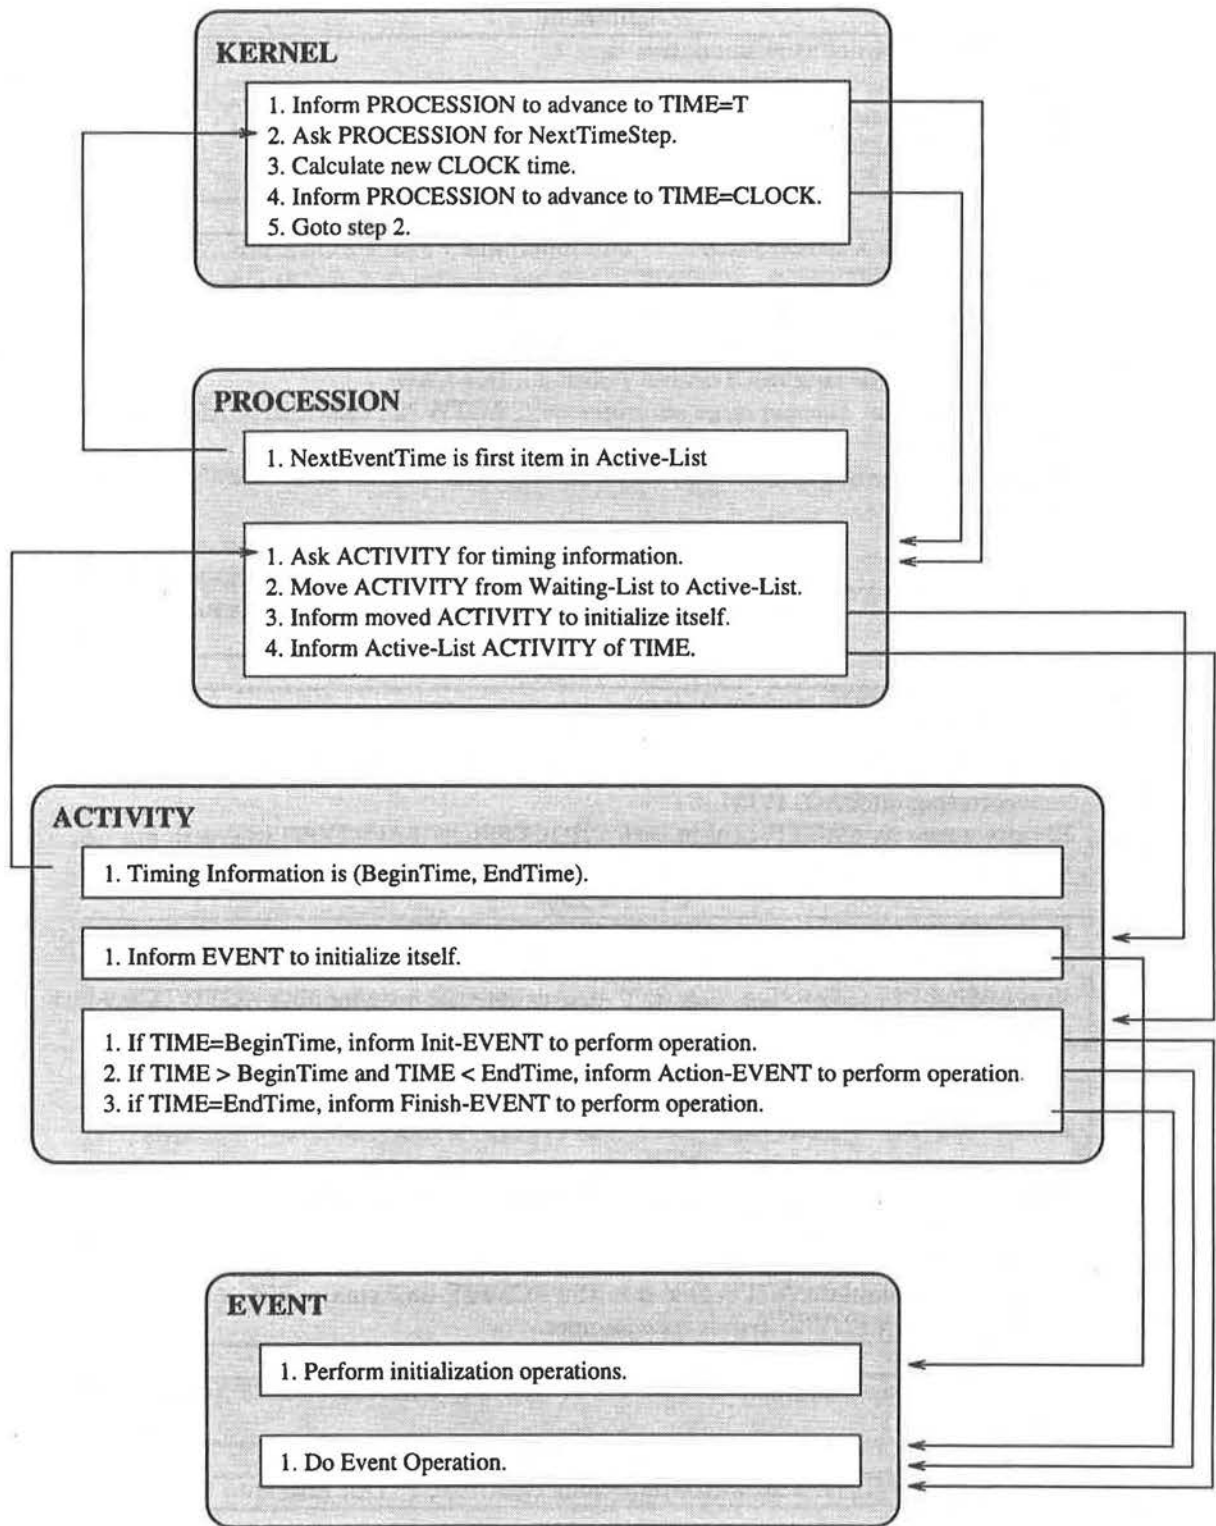 KERNEL
1. Inform PROCESSION to advance to TIME=T
2. Ask PROCESSION for NextTimeStep.
3. Calculate new CLOCK time.
4. Inform PROCESSION to advance to TIME=CLOCK.
5. Goto step 2.
PROCESSION
1. NextEventTime is first item in Active-List
1. Ask ACTIVITY for timing information.
2. Move ACTIVITY from Waiting-List to Active-List.
3. Inform moved ACTIVITY to initialize itself.
4. Inform Active-List ACTIVITY of TIME.
ACTIVITY
1. Timing Information is (BeginTime, EndTime).
1. Inform EVENT to initialize itself.
1. If TIME=BeginTime, inform Init-EVENT to perform operation.
2. If TIME > BeginTime and TIME < EndTime, inform Action-EVENT to perform operation.
3. if TIME=EndTime, inform Finish-EVENT to perform operation.
EVENT
1. Perform initialization operations.
1. Do Event Operation.